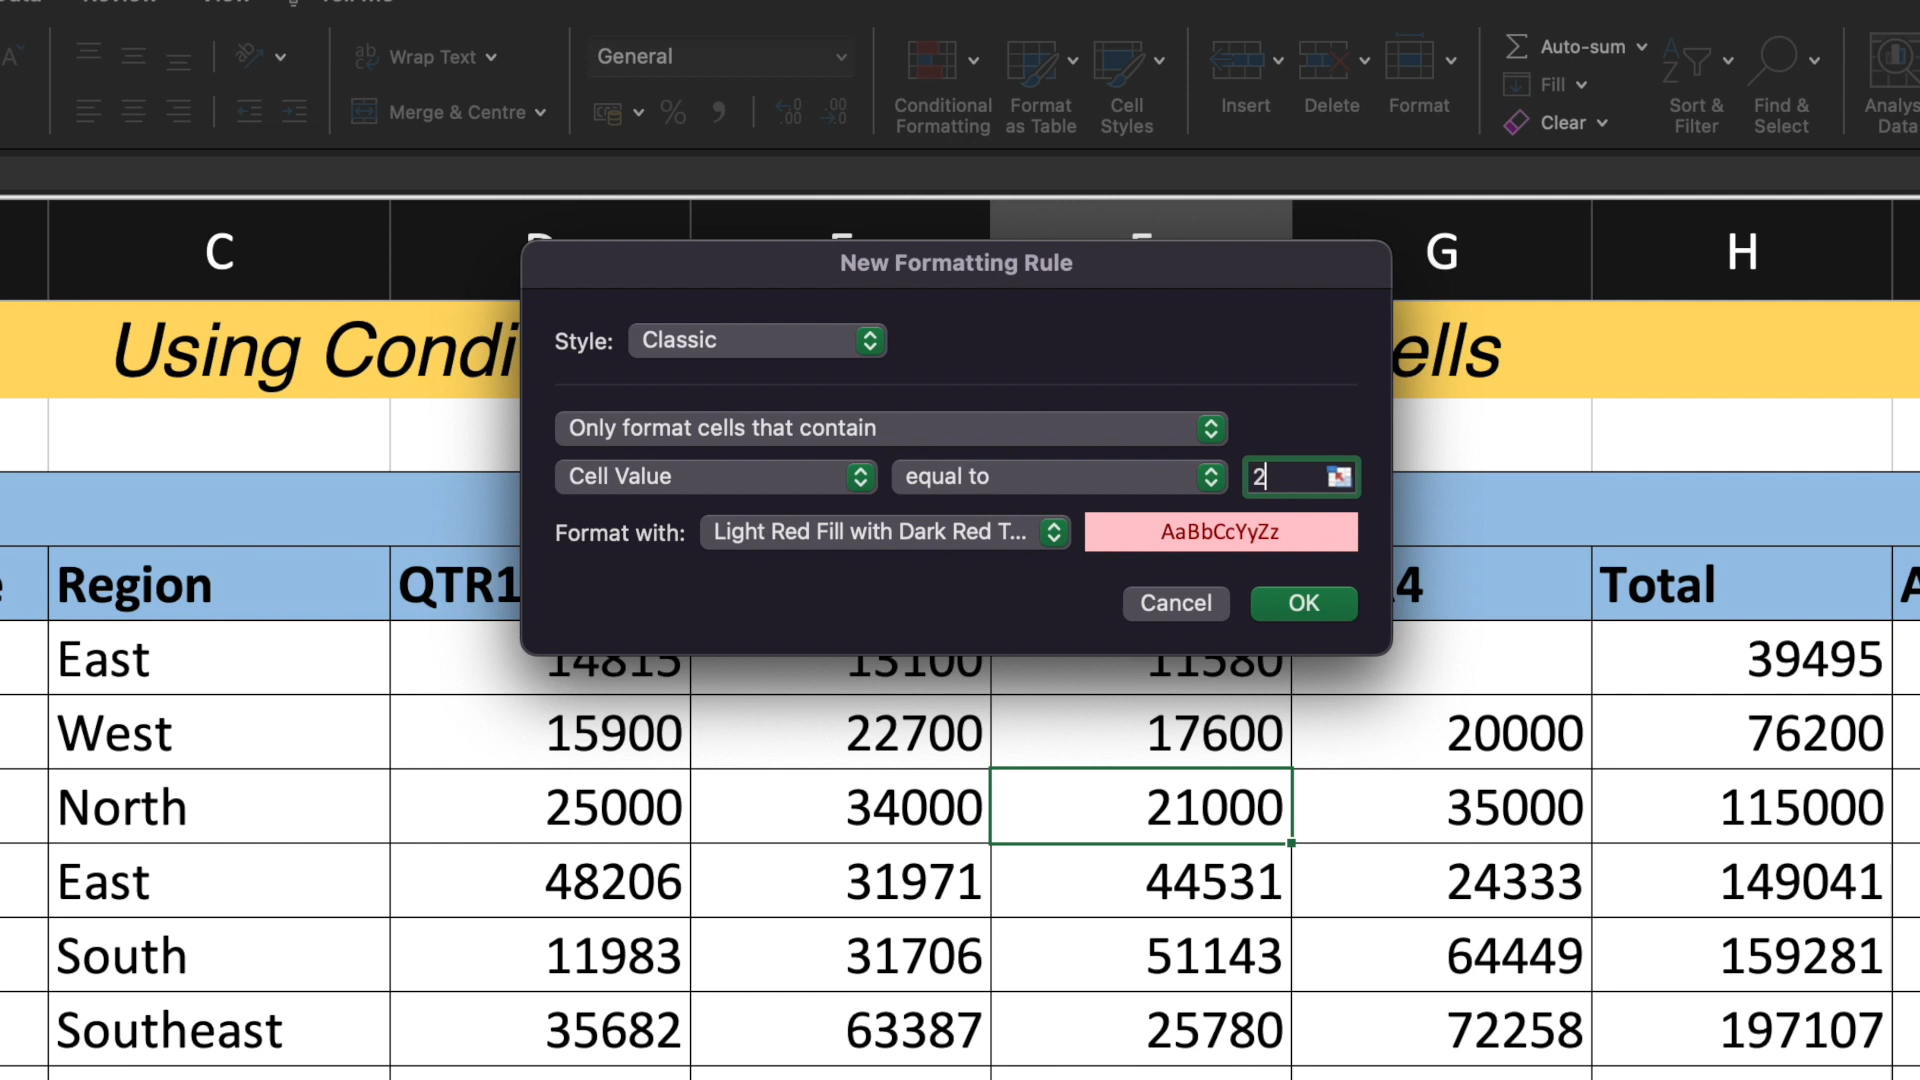 Wrap Text
General
Auto-sum
Fill
Merge & Centre
Conditional
Formatting
Format
as Table
Cell
Styles
Insert
Delete
Format
Clear
Sort &
Filter
Find &
Select
Analys
Data
C
G
H
New Formatting Rule
Using Condi
ells
Style:
Classic
Only format cells that contain
Cell Value
equal to
2
Format with:
Light Red Fill with Dark Red T...
AaBbCcYyZz
Cancel
OK
Region QTR1 4 Total A
East 14815 13100 11580 39495
West 15900 22700 17600 20000 76200
North 25000 34000 21000 35000 115000
East 48206 31971 44531 24333 149041
South 11983 31706 51143 64449 159281
Southeast 35682 63387 25780 72258 197107